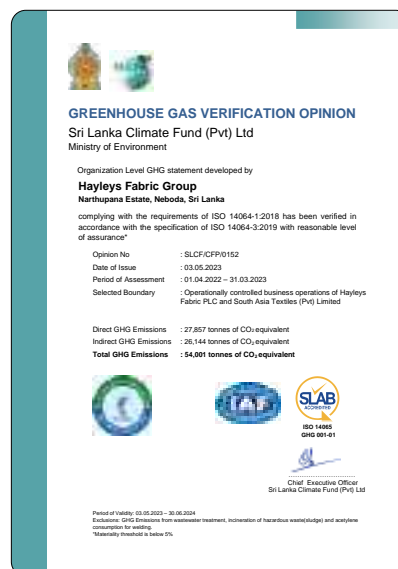 GREENHOUSE GAS VERIFICATION OPINION
Sri Lanka Climate Fund (Pvt) Ltd
Ministry of Environment
Organization Level GHG statement developed by
Hayleys Fabric Group
Narthupana Estate, Neboda, Sri Lanka
complying with the requirements of ISO 14064-1:2018 has been verified in
accordance with the specification of ISO 14064-3:2019 with reasonable level
of assurance*
Opinion No : SLCF/CFP/0152
Date of Issue : 03.05.2023
Period of Assessment : 01.04.2022 – 31.03.2023
Selected Boundary : Operationally controlled business operations of Hayleys
Fabric PLC and South Asia Textiles (Pvt) Limited
Direct GHG Emissions : 27,857 tonnes of CO₂ equivalent
Indirect GHG Emissions : 26,144 tonnes of CO₂ equivalent
Total GHG Emissions : 54,001 tonnes of CO₂ equivalent
IAF
SLAB
ACCREDITED
ISO 14065
GHG 001-01
Chief Executive Officer
Sri Lanka Climate Fund (Pvt) Ltd
Period of Validity: 03.05.2023 – 30.06.2024
Exclusions: GHG Emissions from wastewater treatment, incineration of hazardous waste(sludge) and acetylene
consumption for welding.
*Materiality threshold is below 5%